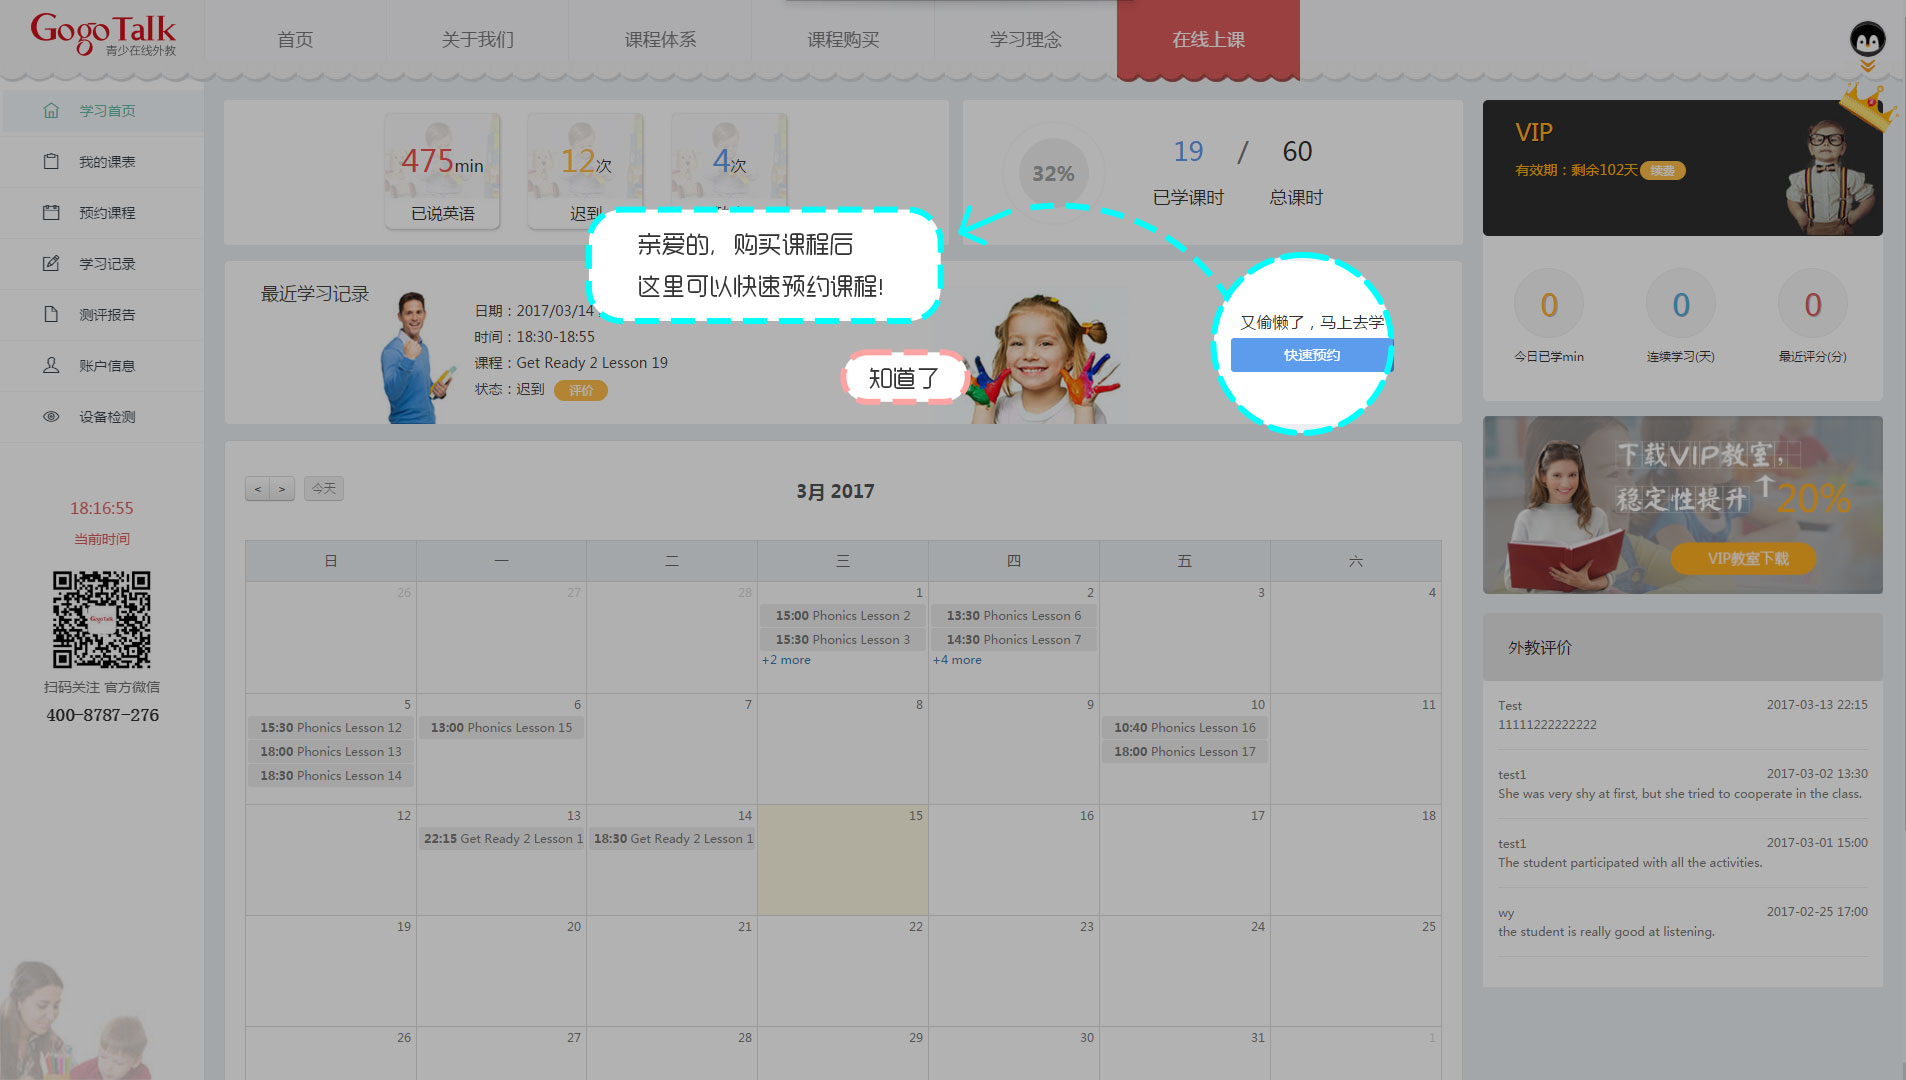 GogoTalk
青少在线外教
首页
关于我们
课程体系
课程购买
学习理念
在线上课
学习首页
我的课表
预约课程
学习记录
测评报告
账户信息
设备检测
18:16:55
当前时间
GogoTalk
扫码关注 官方微信
400-8787-276
475min
已说英语
12次
迟到
4次
32%
19 / 60
已学课时
总课时
亲爱的，购买课程后
这里可以快速预约课程!
知道了
最近学习记录
日期：2017/03/14
时间：18:30-18:55
课程：Get Ready 2 Lesson 19
状态：迟到
评价
又偷懒了，马上去学
快速预约
VIP
有效期：剩余102天
续费
0
今日已学min
0
连续学习(天)
0
最近评分(分)
下载VIP教室，
稳定性提升
20%
VIP教室下载
< >
今天
3月 2017
日 一 二 三 四 五 六
26 27 28 1 2 3 4
15:00 Phonics Lesson 2
15:30 Phonics Lesson 3
+2 more
13:30 Phonics Lesson 6
14:30 Phonics Lesson 7
+4 more
5 6 7 8 9 10 11
15:30 Phonics Lesson 12
18:00 Phonics Lesson 13
18:30 Phonics Lesson 14
13:00 Phonics Lesson 15
10:40 Phonics Lesson 16
18:00 Phonics Lesson 17
12 13 14 15 16 17 18
22:15 Get Ready 2 Lesson 1
18:30 Get Ready 2 Lesson 1
19 20 21 22 23 24 25
26 27 28 29 30 31 1
外教评价
Test
2017-03-13 22:15
11111222222222
test1
2017-03-02 13:30
She was very shy at first, but she tried to cooperate in the class.
test1
2017-03-01 15:00
The student participated with all the activities.
wy
2017-02-25 17:00
the student is really good at listening.